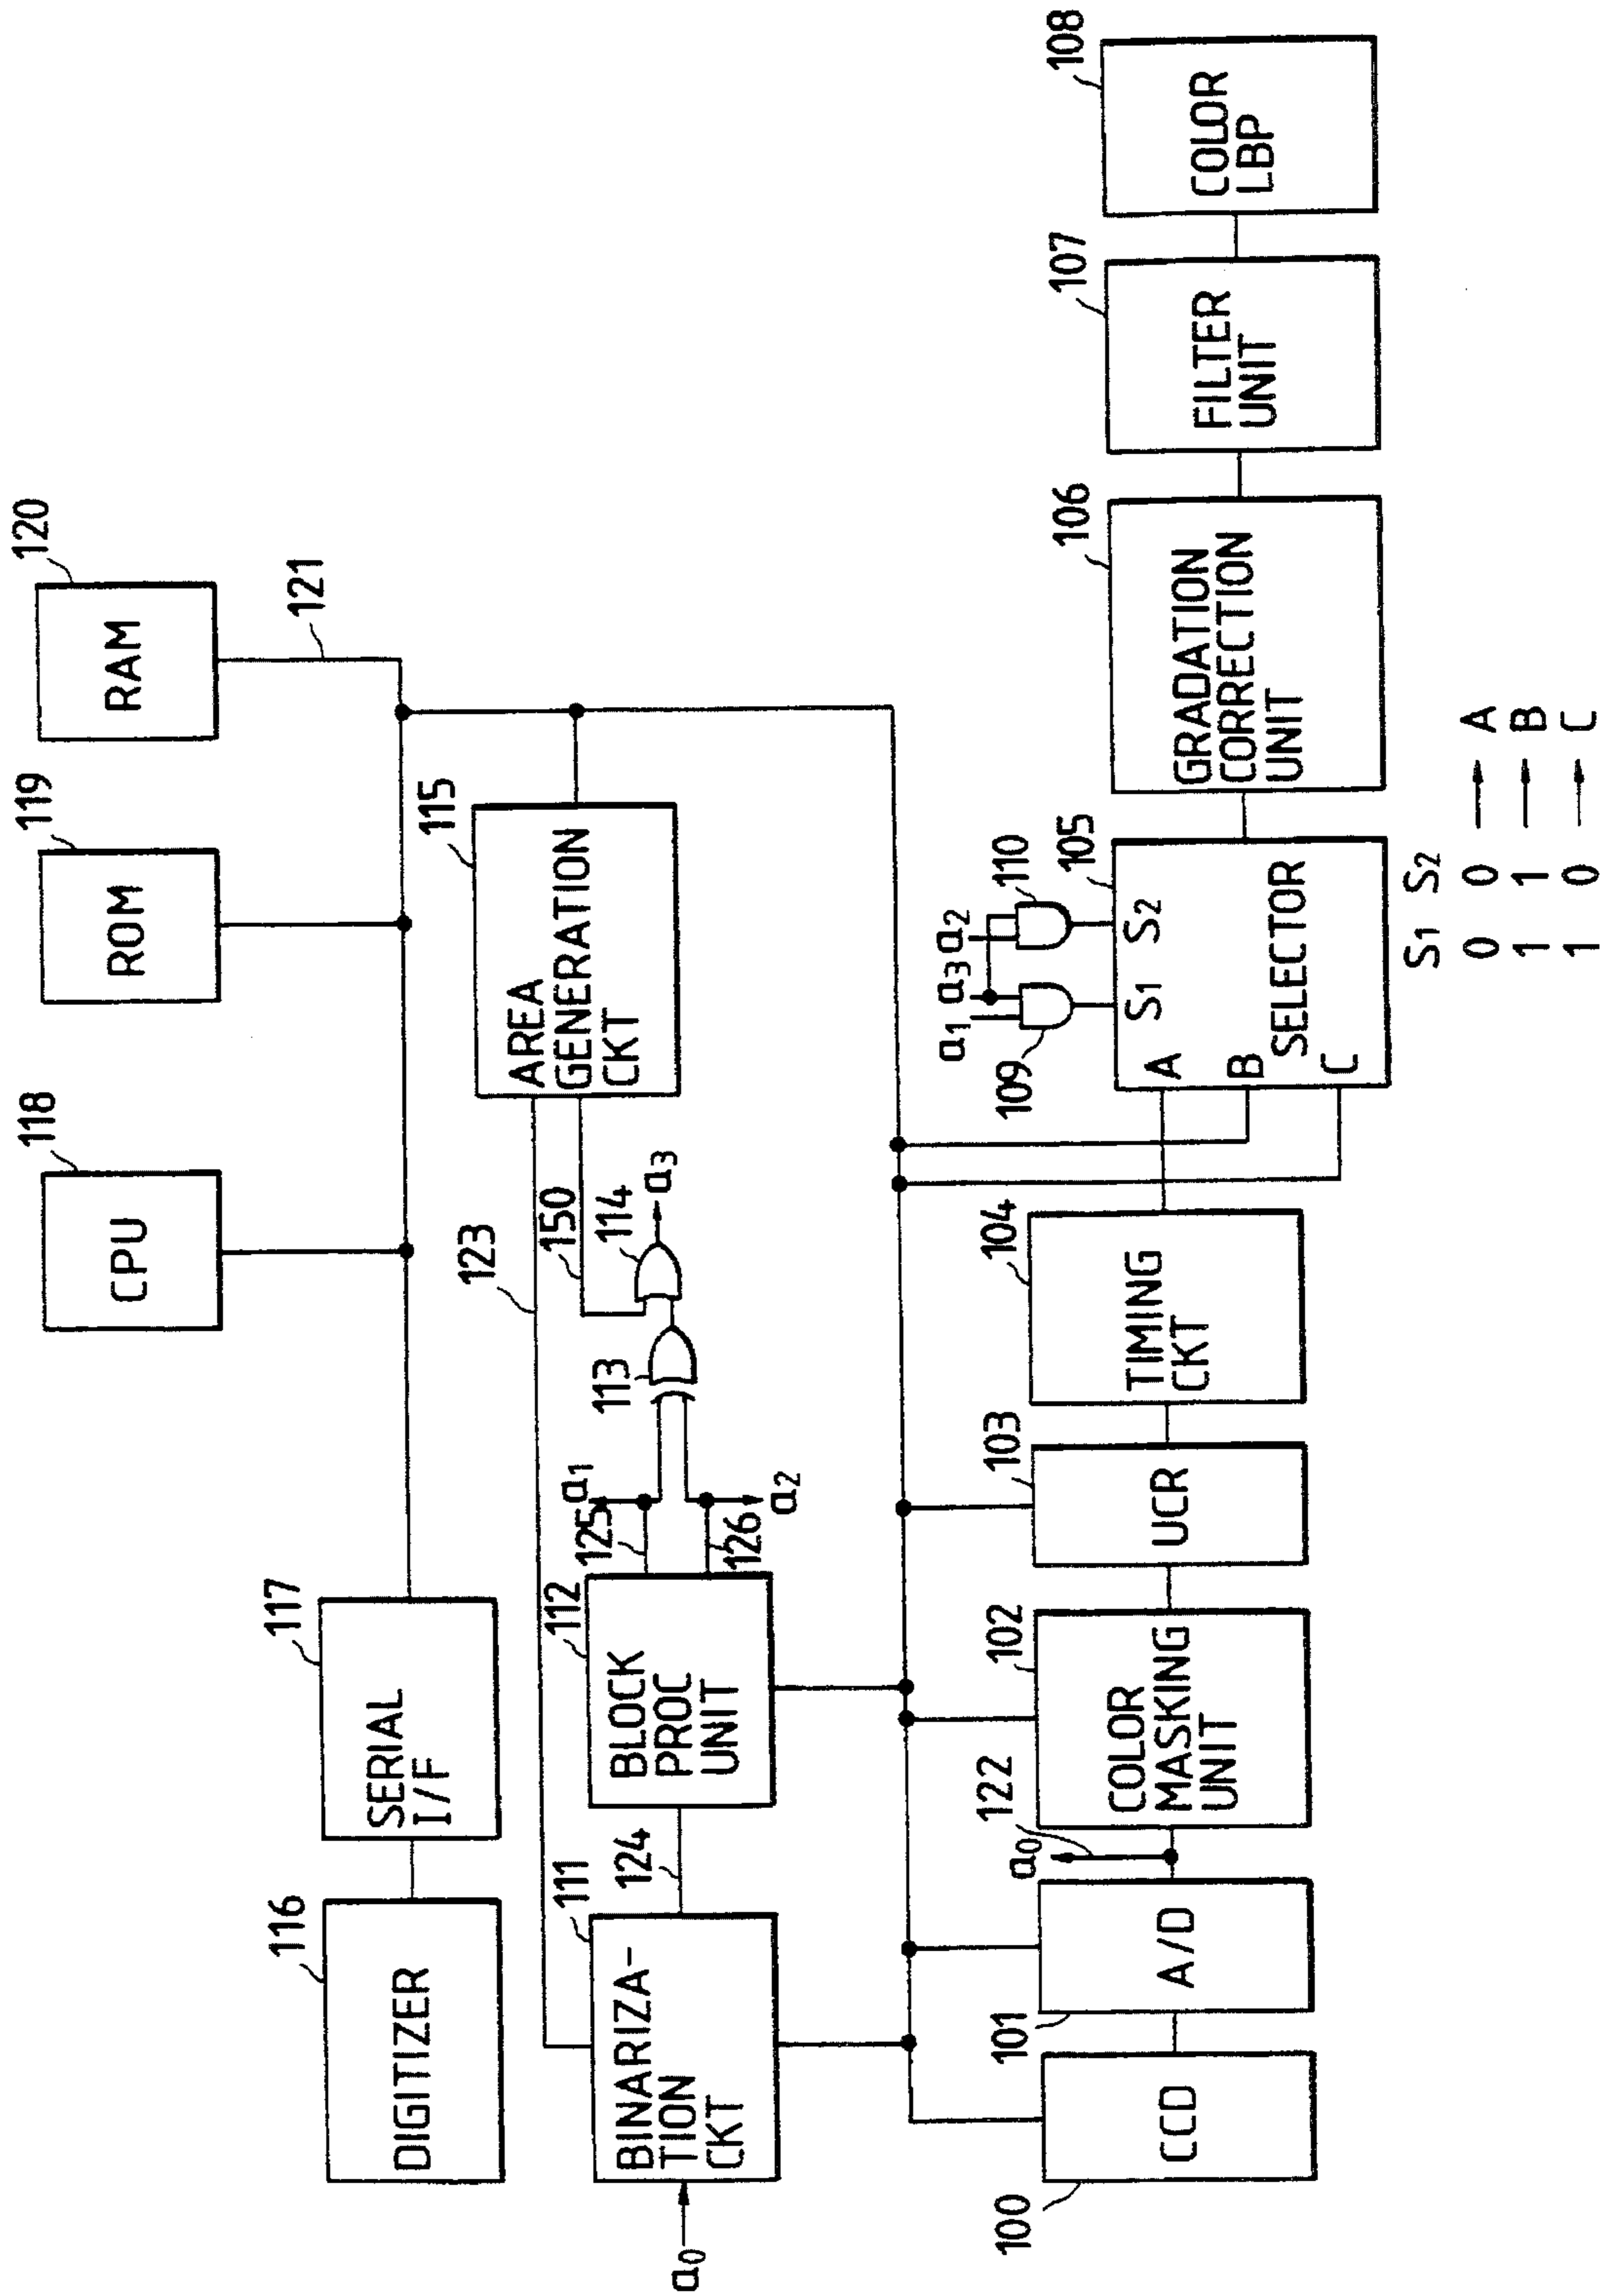 116
DIGITIZER
117
SERIAL
I/F
118
CPU
119
ROM
120
RAM
121
a0
111
BINARIZA-
TION
CKT
124
112
BLOCK
PROC
UNIT
125
a1
126
a2
113
114
a3
123
150
115
AREA
GENERATION
CKT
100
CCD
101
A/D
a0
122
102
COLOR
MASKING
UNIT
103
UCR
104
TIMING
CKT
109
a1
a3
a2
110
105
S1
S2
A
B
C
SELECTOR
S1 S2
0 0 → A
1 1 → B
1 0 → C
106
GRADATION
CORRECTION
UNIT
107
FILTER
UNIT
108
COLOR
LBP